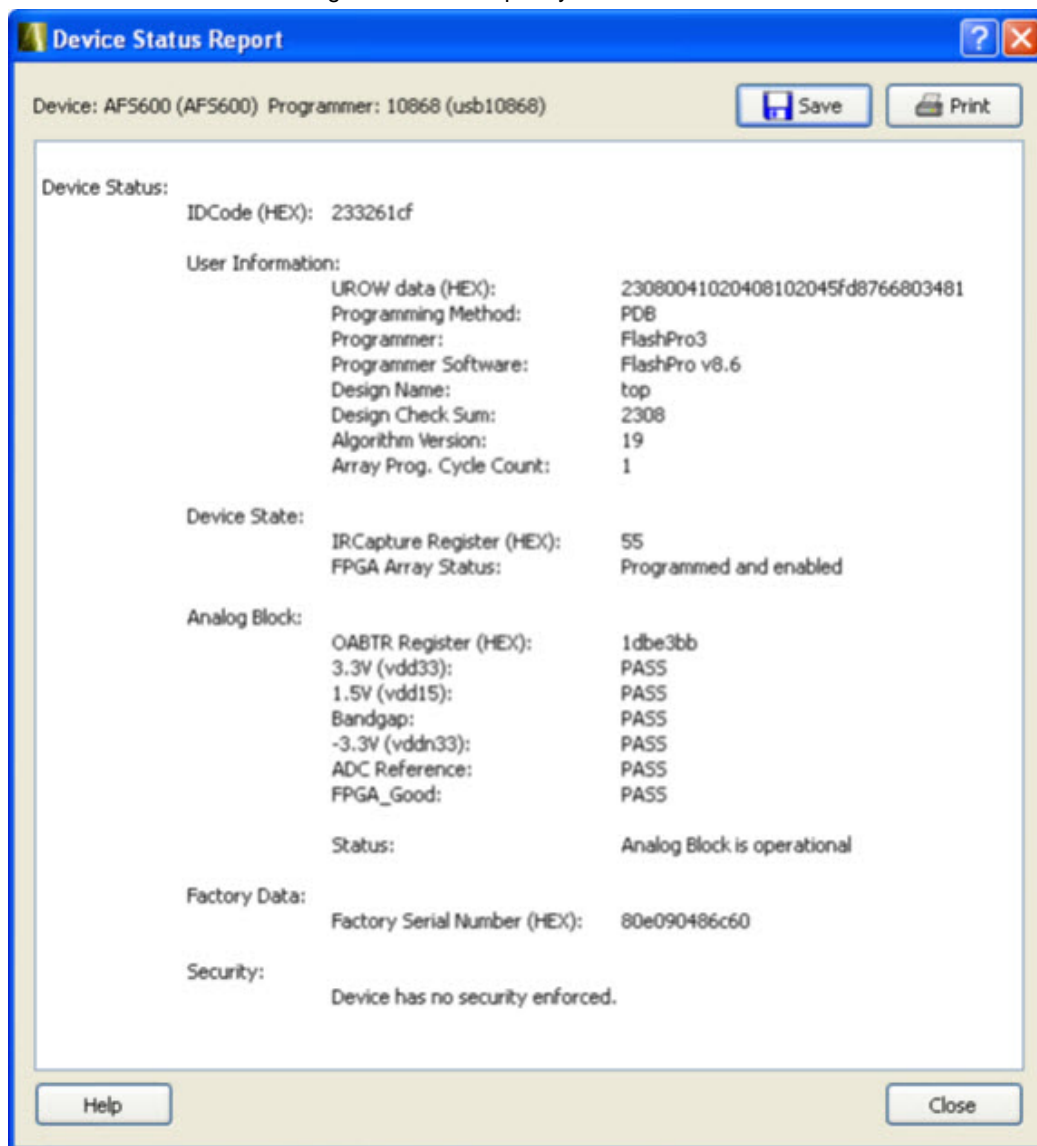 Device Status Report
Device: AFS600 (AFS600) Programmer: 10868 (usb10868)
Save
Print
Device Status:
IDCode (HEX): 233261cf
User Information:
UROW data (HEX): 23080041020408102045fd8766803481
Programming Method: PDB
Programmer: FlashPro3
Programmer Software: FlashPro v8.6
Design Name: top
Design Check Sum: 2308
Algorithm Version: 19
Array Prog. Cycle Count: 1
Device State:
IRCapture Register (HEX): 55
FPGA Array Status: Programmed and enabled
Analog Block:
OABTR Register (HEX): 1dbe3bb
3.3V (vdd33): PASS
1.5V (vdd15): PASS
Bandgap: PASS
-3.3V (vddn33): PASS
ADC Reference: PASS
FPGA_Good: PASS
Status: Analog Block is operational
Factory Data:
Factory Serial Number (HEX): 80e090486c60
Security:
Device has no security enforced.
Help
Close